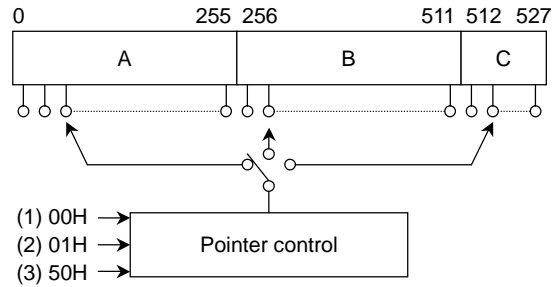 0 255 256 511 512 527
A B C
(1) 00H
(2) 01H
(3) 50H
Pointer control